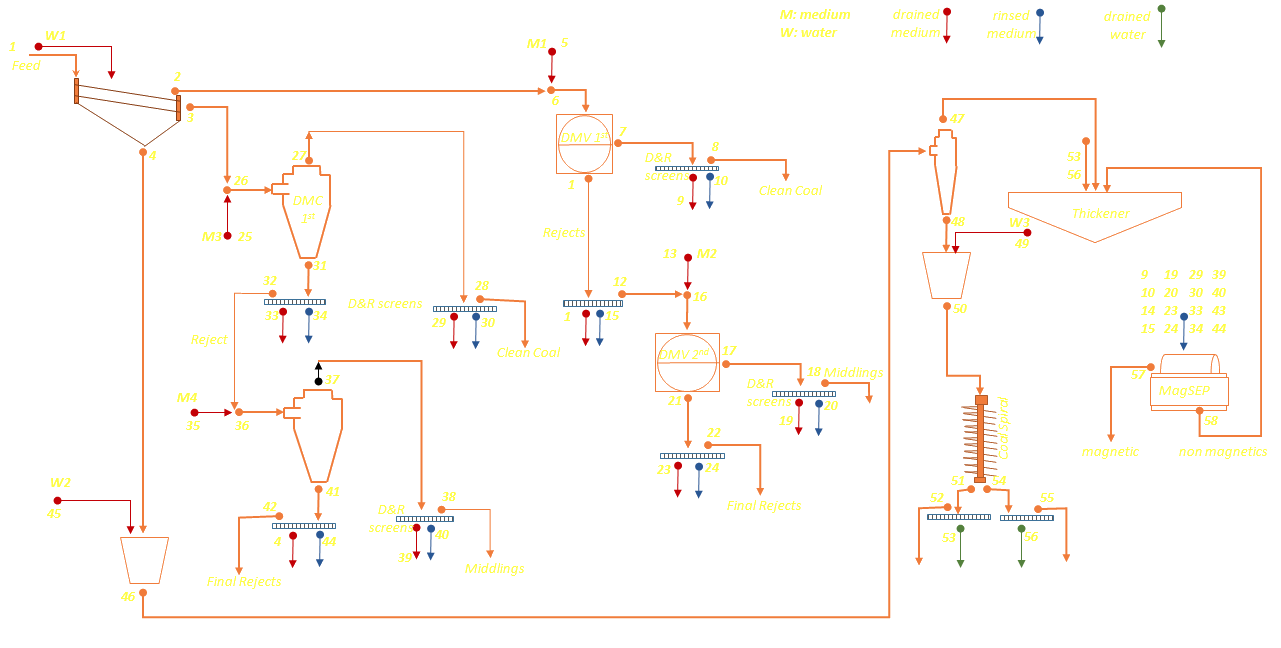 M: medium
W: water
drained
medium
rinsed
medium
drained
water
W1
1
Feed
2
3
4
M1 5
6
DMV 1st
7
8
D&R
screens
10
9
Clean Coal
1
Rejects
27
26
DMC
1st
M3 25
31
32
33
34
Reject
D&R screens
28
29
30
Clean Coal
12
13 M2
16
1
15
DMV 2nd
17
18 Middlings
D&R
screens
20
19
21
22
23
24
Final Rejects
37
M4
35
36
41
42
4
44
Final Rejects
D&R
screens
38
39
40
Middlings
W2
45
46
47
48
53
56
Thickener
W3
49
50
Coal Spiral
51
54
52
55
53
56
9 19 29 39
10 20 30 40
14 23 33 43
15 24 34 44
57
MagSEP
58
magnetic
non magnetics